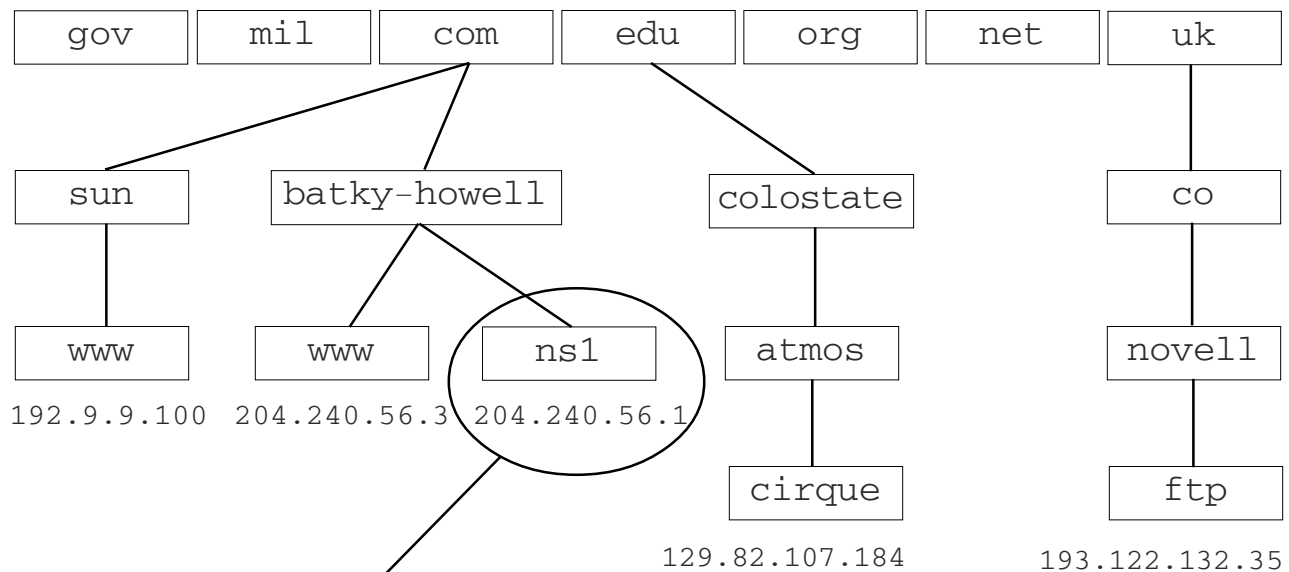 gov mil com edu org net uk
sun batky-howell colostate co
www www ns1 atmos novell
192.9.9.100 204.240.56.3 204.240.56.1
cirque ftp
129.82.107.184 193.122.132.35